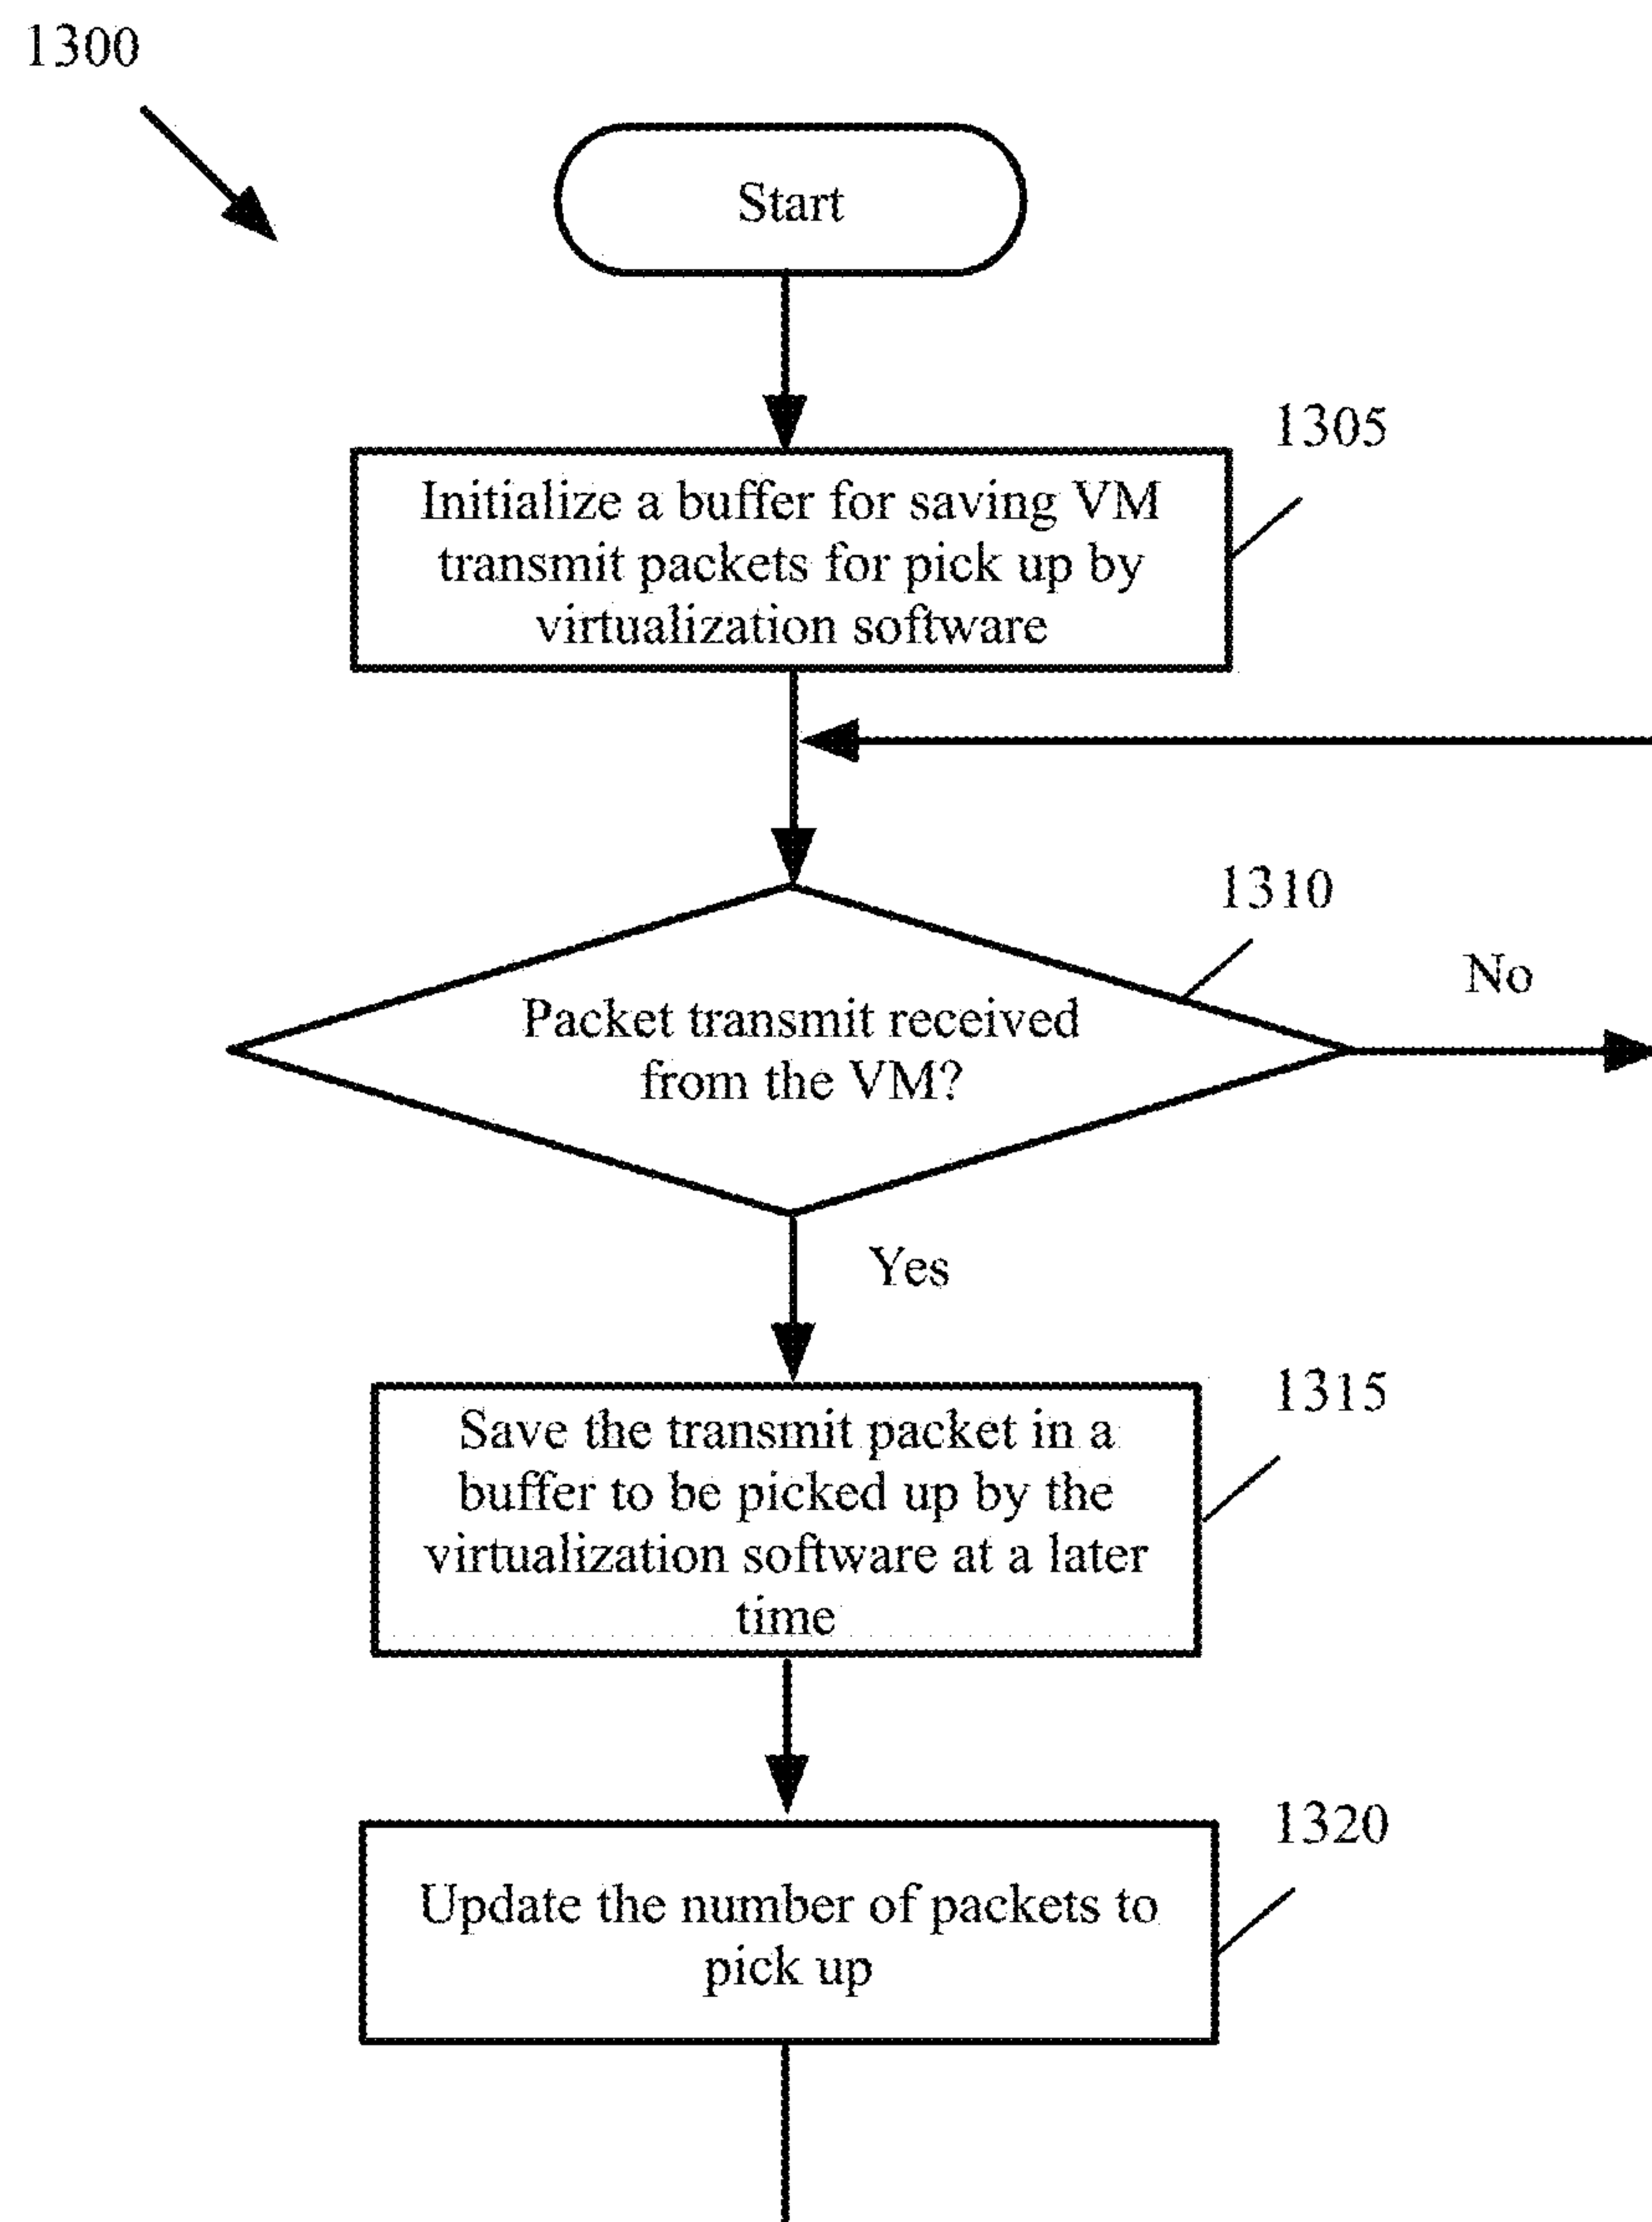 1300
Start
1305
Initialize a buffer for saving VM
transmit packets for pick up by
virtualization software
1310
No
Packet transmit received
from the VM?
Yes
1315
Save the transmit packet in a
buffer to be picked up by the
virtualization software at a later
time
1320
Update the number of packets to
pick up